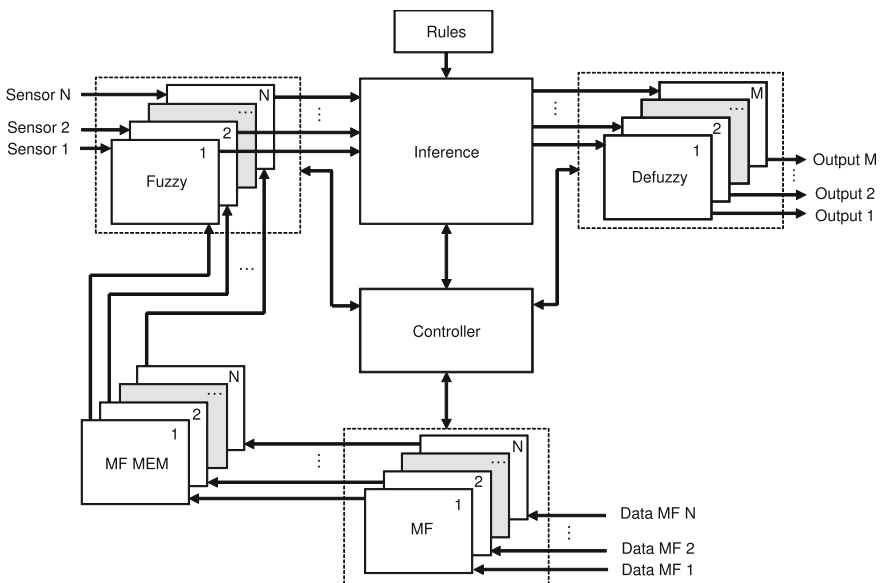 Rules
Sensor N
Sensor 2
Sensor 1
N
...
2
1
Fuzzy
...
Inference
...
M
...
2
1
Defuzzy
Output M
...
Output 2
Output 1
...
Controller
N
...
2
1
MF MEM
...
N
...
2
1
MF
Data MF N
...
Data MF 2
Data MF 1